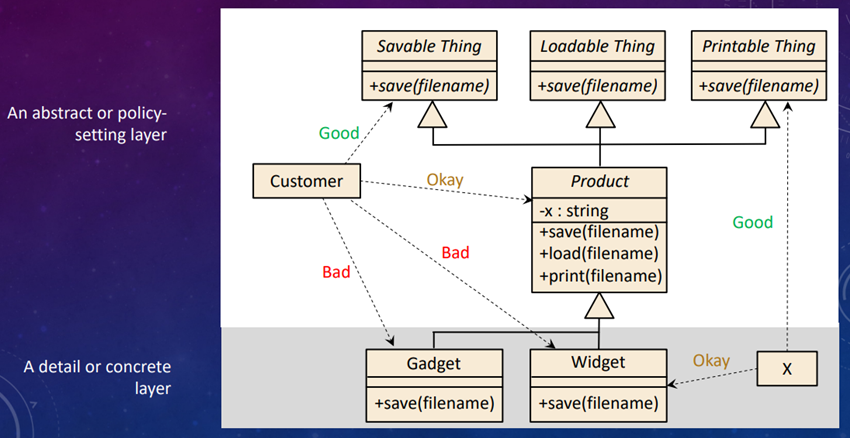 Savable Thing
+save(filename)
Loadable Thing
+save(filename)
Printable Thing
+save(filename)
An abstract or policy-
setting layer
Good
Customer
Okay
Product
-x : string
+save(filename)
+load(filename)
+print(filename)
Good
Bad
Bad
A detail or concrete
layer
Gadget
+save(filename)
Widget
+save(filename)
Okay
X